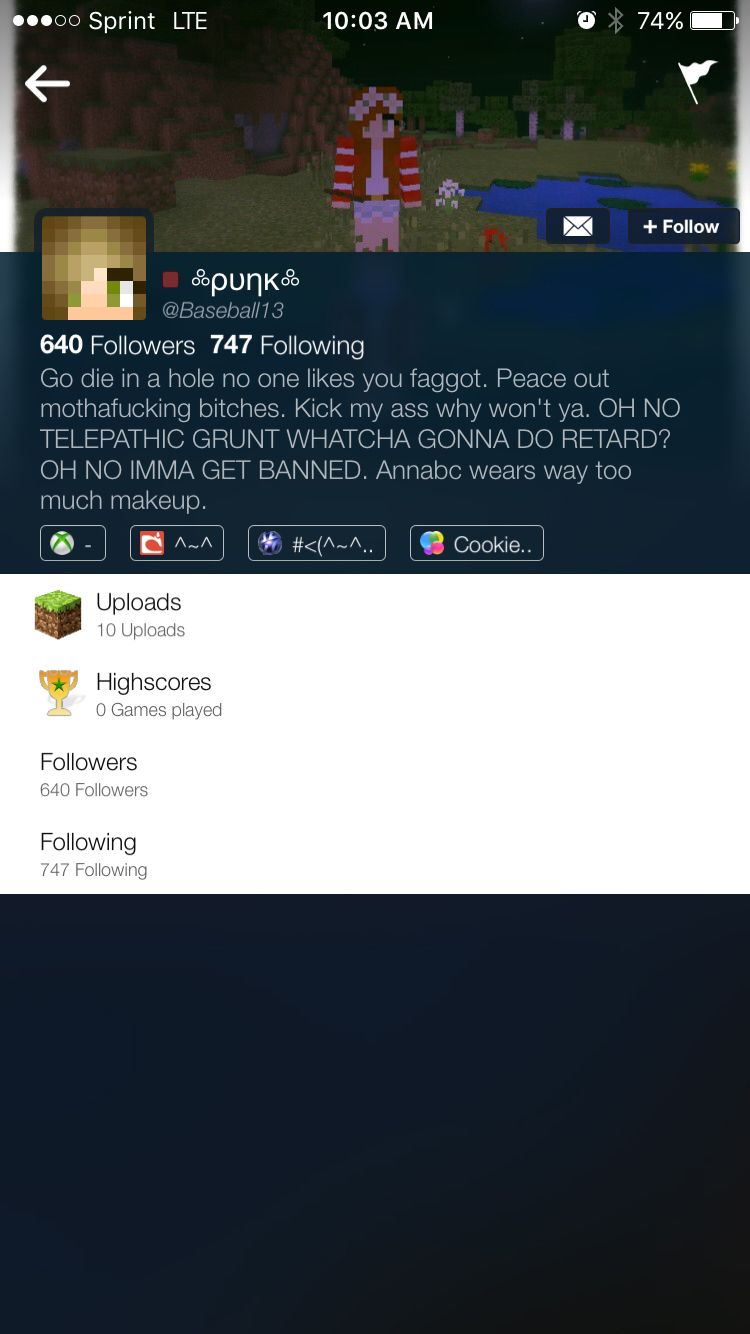 Sprint LTE 10:03 AM 74%
+ Follow
ஃρυηκஃ
@Baseball13
640 Followers 747 Following
Go die in a hole no one likes you faggot. Peace out
mothafucking bitches. Kick my ass why won't ya. OH NO
TELEPATHIC GRUNT WHATCHA GONNA DO RETARD?
OH NO IMMA GET BANNED. Annabc wears way too
much makeup.
- ^~^ #<(^~^.. Cookie..
Uploads
10 Uploads
Highscores
0 Games played
Followers
640 Followers
Following
747 Following